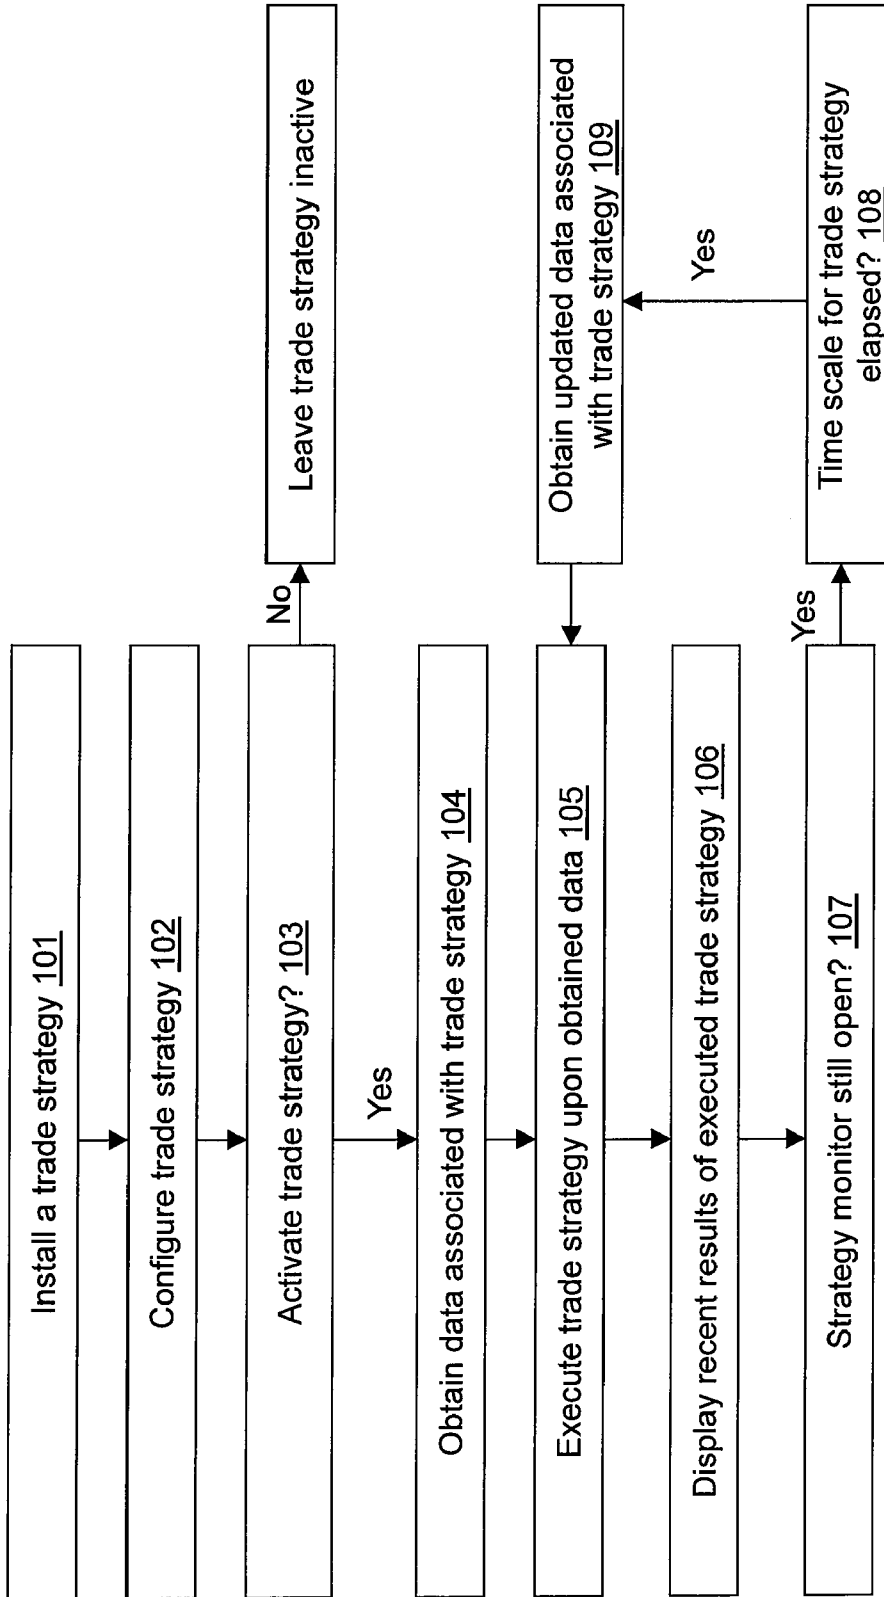 Install a trade strategy 101
Configure trade strategy 102
Activate trade strategy? 103
No
Leave trade strategy inactive
Yes
Obtain data associated with trade strategy 104
Execute trade strategy upon obtained data 105
Obtain updated data associated
with trade strategy 109
Display recent results of executed trade strategy 106
Yes
Strategy monitor still open? 107
Yes
Time scale for trade strategy
elapsed? 108